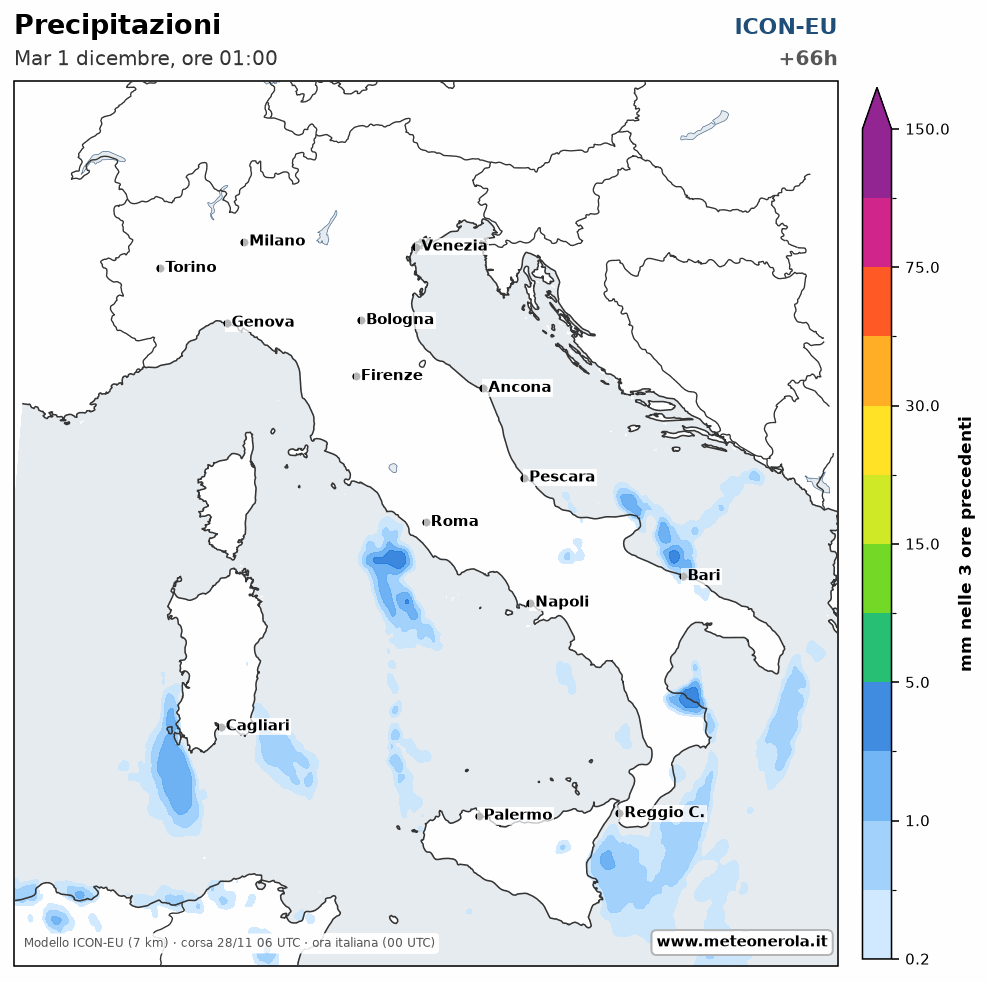 Precipitazioni
ICON-EU
Mar 1 dicembre, ore 01:00
+66h
150.0
75.0
30.0
15.0
5.0
1.0
0.2
mm nelle 3 ore precedenti
Milano
Venezia
Torino
Genova
Bologna
Firenze
Ancona
Pescara
Roma
Bari
Napoli
Cagliari
Palermo
Reggio C.
Modello ICON-EU (7 km) · corsa 28/11 06 UTC · ora italiana (00 UTC)
www.meteonerola.it